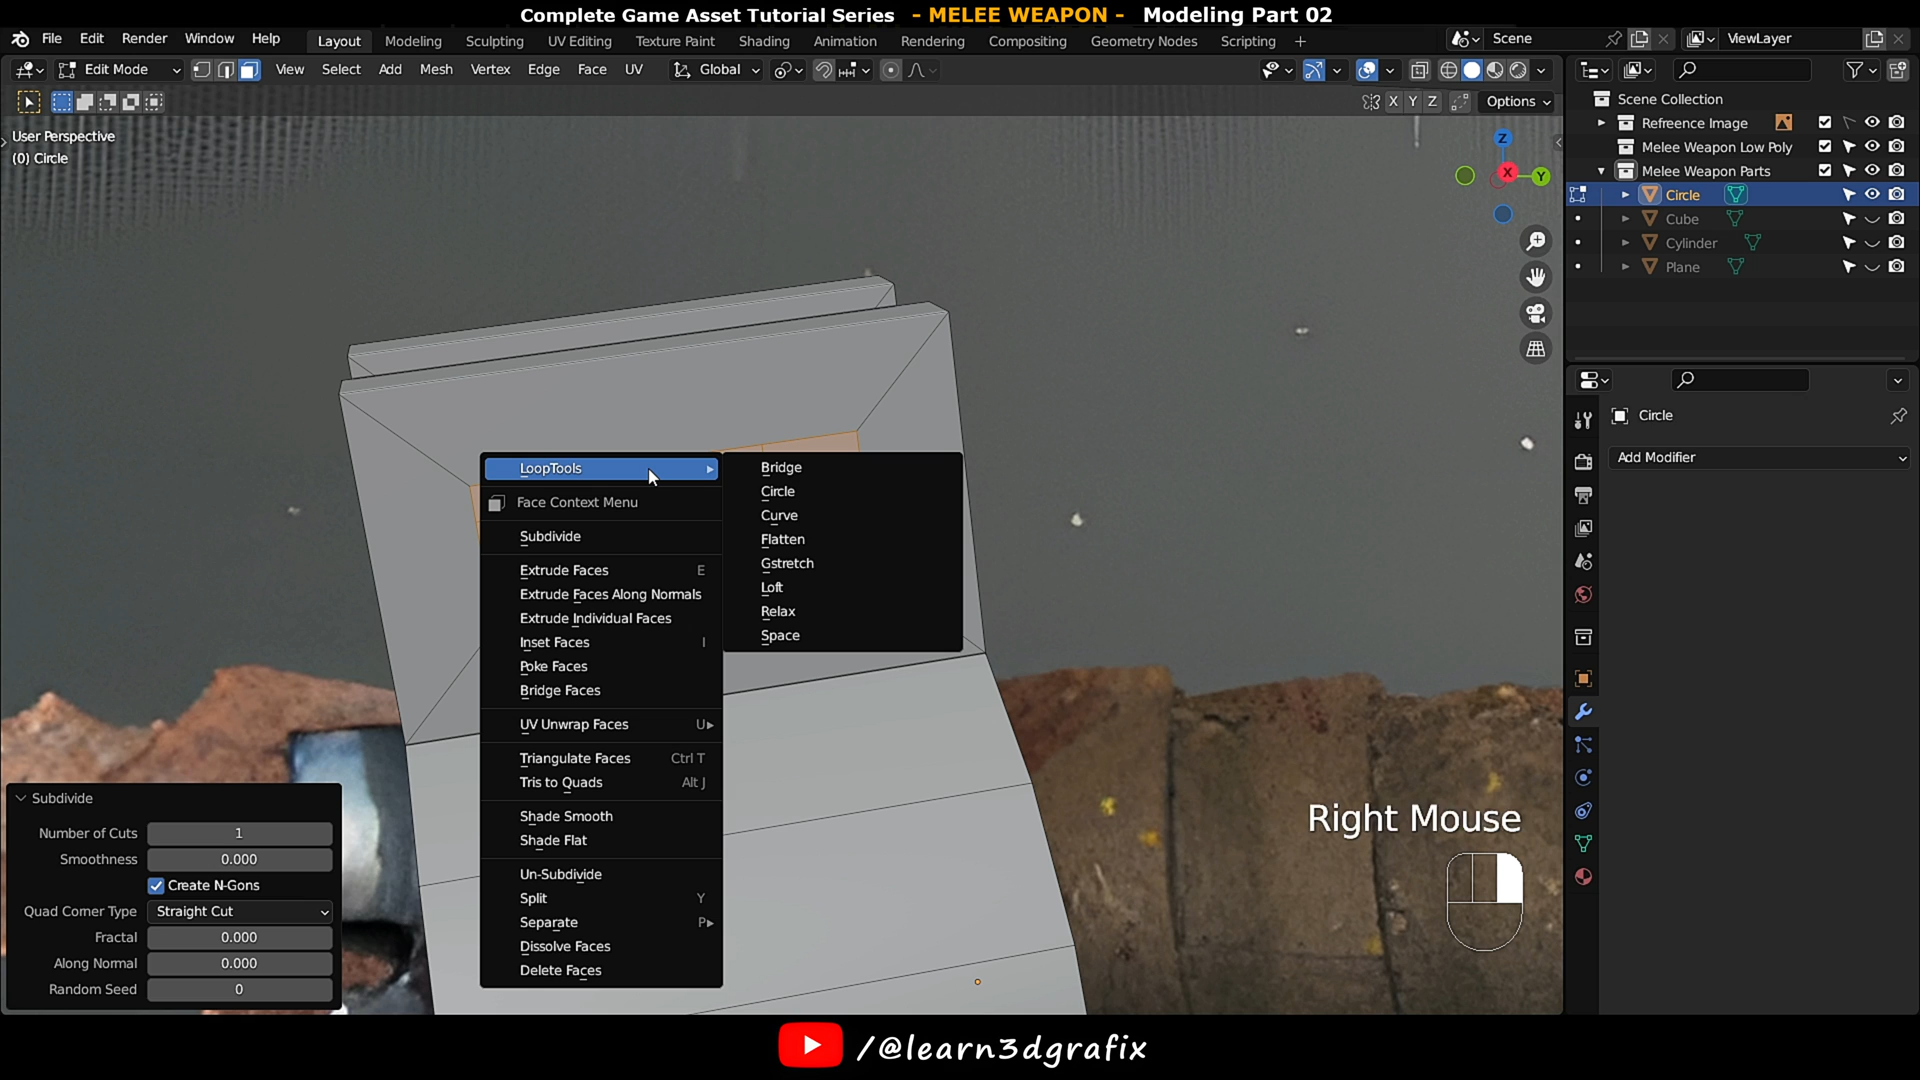 Complete Game Asset Tutorial Series - MELEE WEAPON - Modeling Part 02
File Edit Render Window Help
Layout Modeling Sculpting UV Editing Texture Paint Shading Animation Rendering Compositing Geometry Nodes Scripting +
Scene
ViewLayer
Edit Mode
View Select Add Mesh Vertex Edge Face UV
Global
X Y Z
Options
User Perspective
(0) Circle
Z
X
Y
Scene Collection
Refreence Image
Melee Weapon Low Poly
Melee Weapon Parts
Circle
Cube
Cylinder
Plane
Circle
Add Modifier
LoopTools
Face Context Menu
Subdivide
Extrude Faces E
Extrude Faces Along Normals
Extrude Individual Faces
Inset Faces I
Poke Faces
Bridge Faces
UV Unwrap Faces U
Triangulate Faces Ctrl T
Tris to Quads Alt J
Shade Smooth
Shade Flat
Un-Subdivide
Split Y
Separate P
Dissolve Faces
Delete Faces
Bridge
Circle
Curve
Flatten
Gstretch
Loft
Relax
Space
Subdivide
Number of Cuts 1
Smoothness 0.000
Create N-Gons
Quad Corner Type Straight Cut
Fractal 0.000
Along Normal 0.000
Random Seed 0
Right Mouse
/@learn3dgrafix